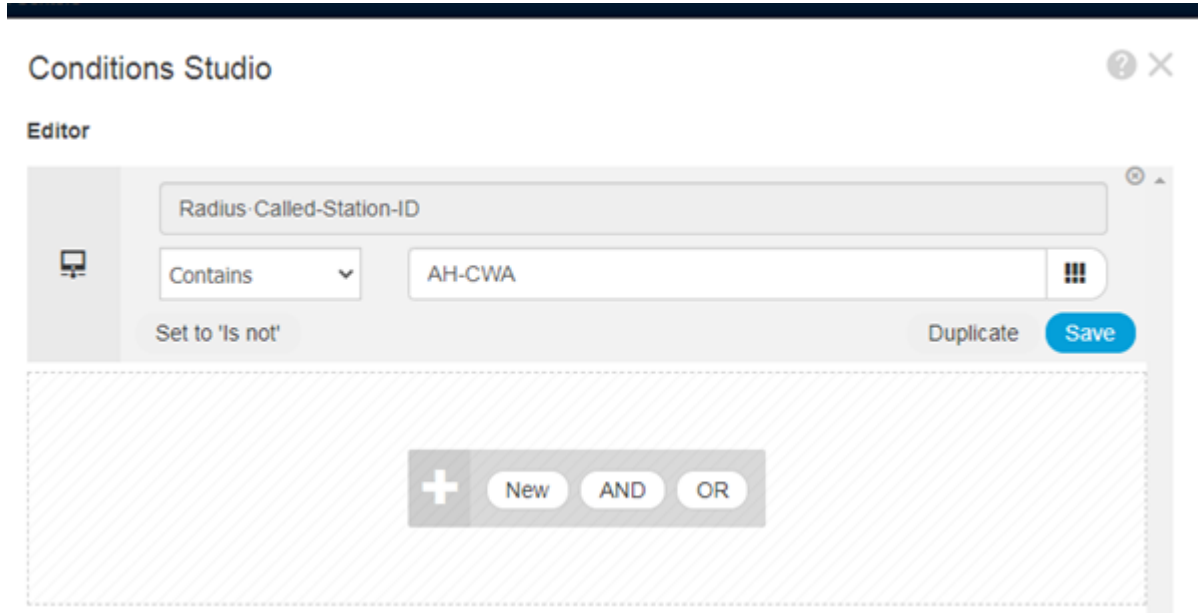 Conditions Studio
Editor
Radius·Called-Station-ID
Contains
AH-CWA
Set to 'Is not'
Duplicate
Save
New
AND
OR